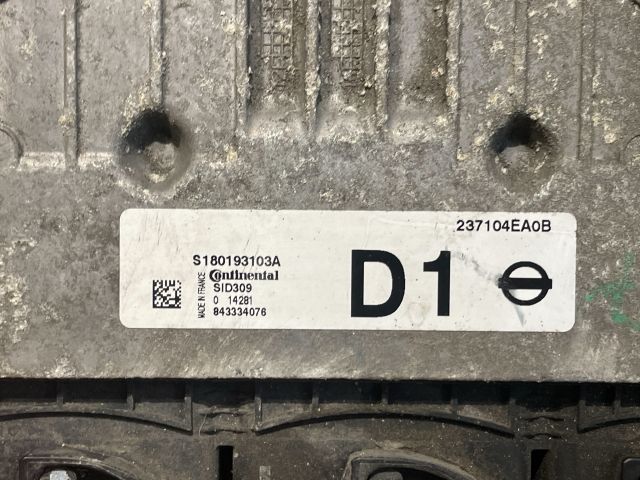 237104EA0B
S180193103A
Continental
SID309
0 14281
843334076
MADE IN FRANCE
D1